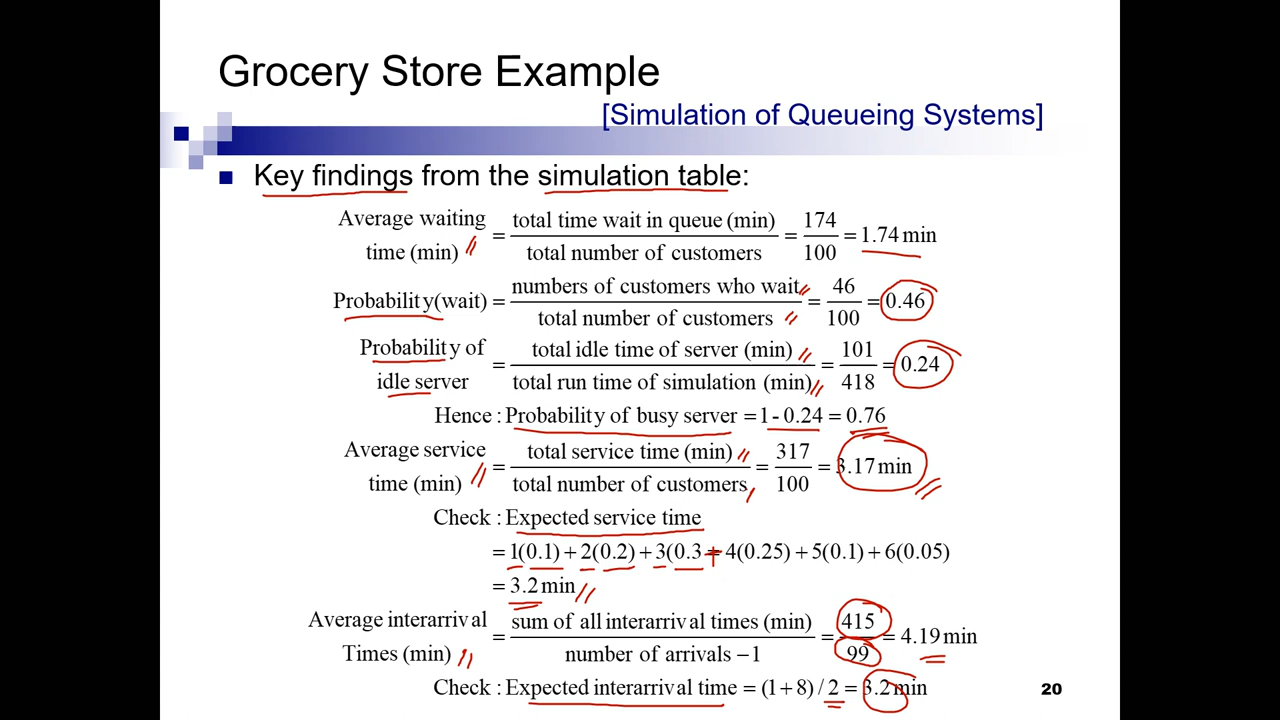 Grocery Store Example
[Simulation of Queueing Systems]
Key findings from the simulation table:
Average waiting time (min) = total time wait in queue (min) / total number of customers = 174 / 100 = 1.74 min
Probability(wait) = numbers of customers who wait / total number of customers = 46 / 100 = 0.46
Probability of idle server = total idle time of server (min) / total run time of simulation (min) = 101 / 418 = 0.24
Hence : Probability of busy server = 1 - 0.24 = 0.76
Average service time (min) = total service time (min) / total number of customers = 317 / 100 = 3.17 min
Check : Expected service time
= 1(0.1) + 2(0.2) + 3(0.3 + 4(0.25) + 5(0.1) + 6(0.05)
= 3.2 min
Average interarrival Times (min) = sum of all interarrival times (min) / number of arrivals − 1 = 415 / 99 = 4.19 min
Check : Expected interarrival time = (1 + 8) / 2 = 3.2 min
20